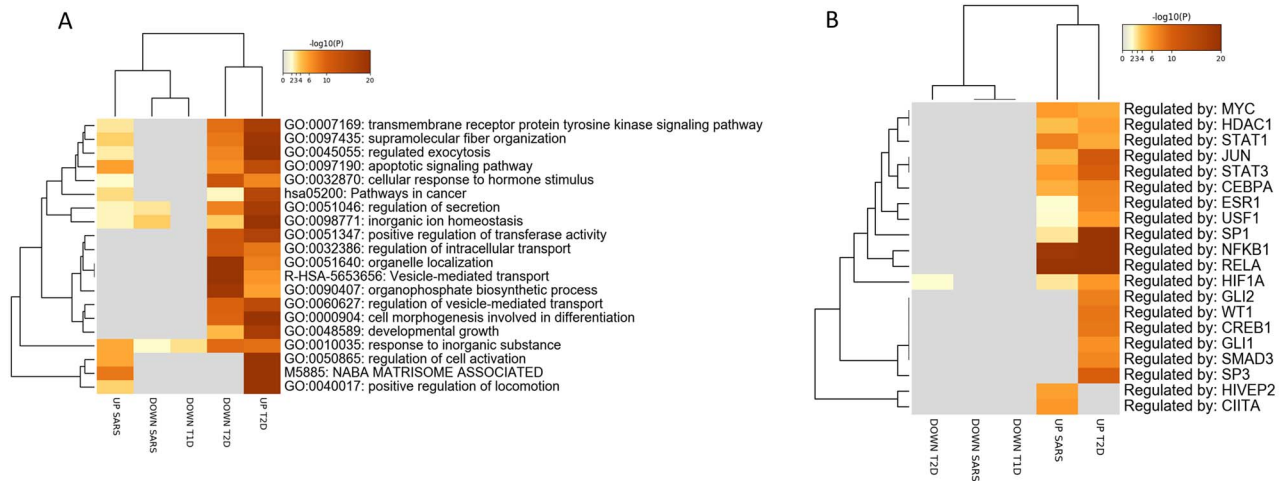 A
-log10(P)
0 2 3 4 6 10 20
GO:0007169: transmembrane receptor protein tyrosine kinase signaling pathway
GO:0097435: supramolecular fiber organization
GO:0045055: regulated exocytosis
GO:0097190: apoptotic signaling pathway
GO:0032870: cellular response to hormone stimulus
hsa05200: Pathways in cancer
GO:0051046: regulation of secretion
GO:0098771: inorganic ion homeostasis
GO:0051347: positive regulation of transferase activity
GO:0032386: regulation of intracellular transport
GO:0051640: organelle localization
R-HSA-5653656: Vesicle-mediated transport
GO:0090407: organophosphate biosynthetic process
GO:0060627: regulation of vesicle-mediated transport
GO:0000904: cell morphogenesis involved in differentiation
GO:0048589: developmental growth
GO:0010035: response to inorganic substance
GO:0050865: regulation of cell activation
M5885: NABA MATRISOME ASSOCIATED
GO:0040017: positive regulation of locomotion
UP SARS
DOWN SARS
DOWN T1D
DOWN T2D
UP T2D
B
-log10(P)
0 2 3 4 6 10 20
Regulated by: MYC
Regulated by: HDAC1
Regulated by: STAT1
Regulated by: JUN
Regulated by: STAT3
Regulated by: CEBPA
Regulated by: ESR1
Regulated by: USF1
Regulated by: SP1
Regulated by: NFKB1
Regulated by: RELA
Regulated by: HIF1A
Regulated by: GLI2
Regulated by: WT1
Regulated by: CREB1
Regulated by: GLI1
Regulated by: SMAD3
Regulated by: SP3
Regulated by: HIVEP2
Regulated by: CIITA
DOWN T2D
DOWN SARS
DOWN T1D
UP SARS
UP T2D